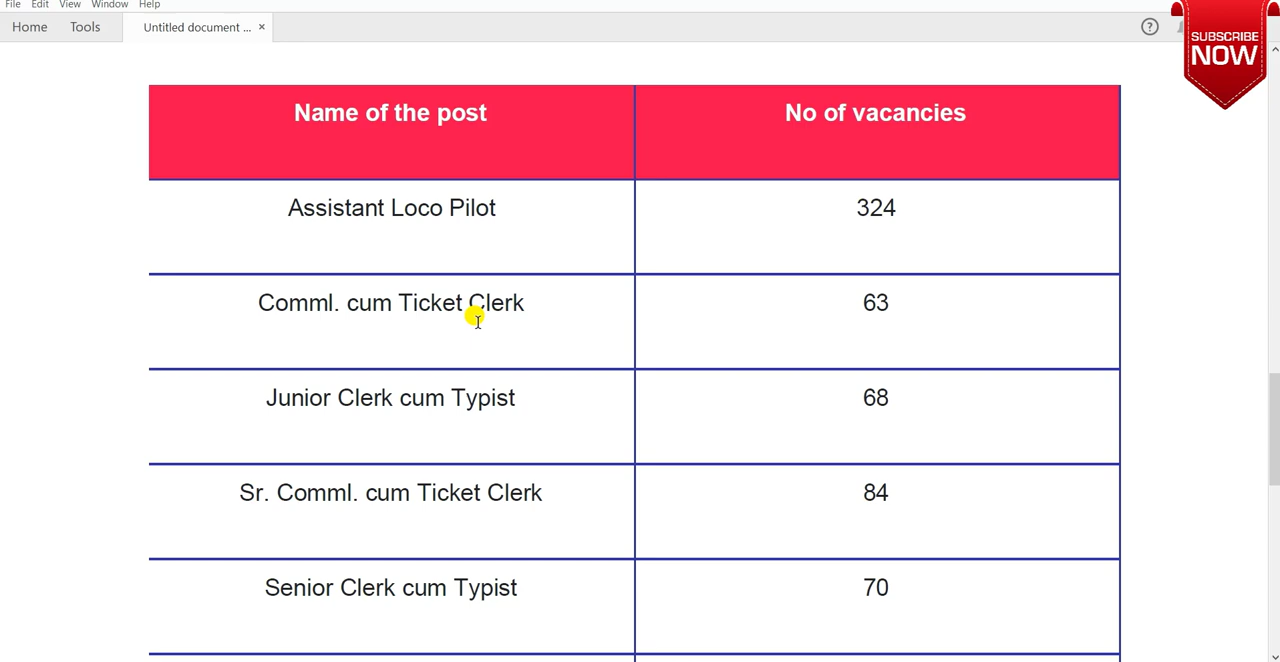 File Edit View Window Help
Home Tools Untitled document ... ×
?
SUBSCRIBE
NOW
Name of the post No of vacancies
Assistant Loco Pilot 324
Comml. cum Ticket Clerk 63
Junior Clerk cum Typist 68
Sr. Comml. cum Ticket Clerk 84
Senior Clerk cum Typist 70